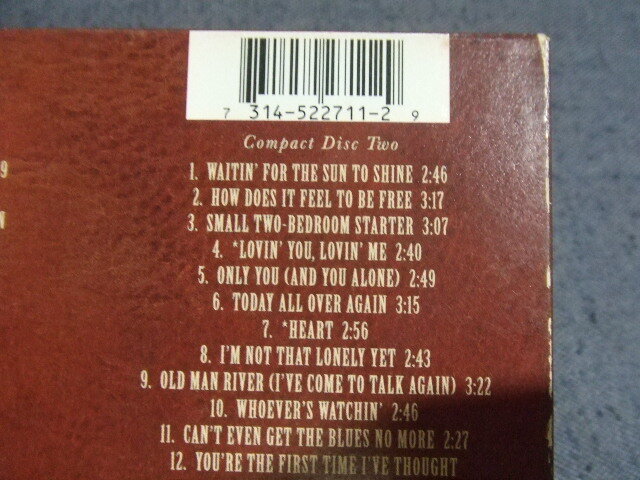 7 314-522711-2 9
Compact Disc Two
1. WAITIN' FOR THE SUN TO SHINE 2:46
2. HOW DOES IT FEEL TO BE FREE 3:17
3. SMALL TWO-BEDROOM STARTER 3:07
4. *LOVIN' YOU, LOVIN' ME 2:40
5. ONLY YOU (AND YOU ALONE) 2:49
6. TODAY ALL OVER AGAIN 3:15
7. *HEART 2:56
8. I'M NOT THAT LONELY YET 2:43
9. OLD MAN RIVER (I'VE COME TO TALK AGAIN) 3:22
10. WHOEVER'S WATCHIN' 2:46
11. CAN'T EVEN GET THE BLUES NO MORE 2:27
12. YOU'RE THE FIRST TIME I'VE THOUGHT
9
N